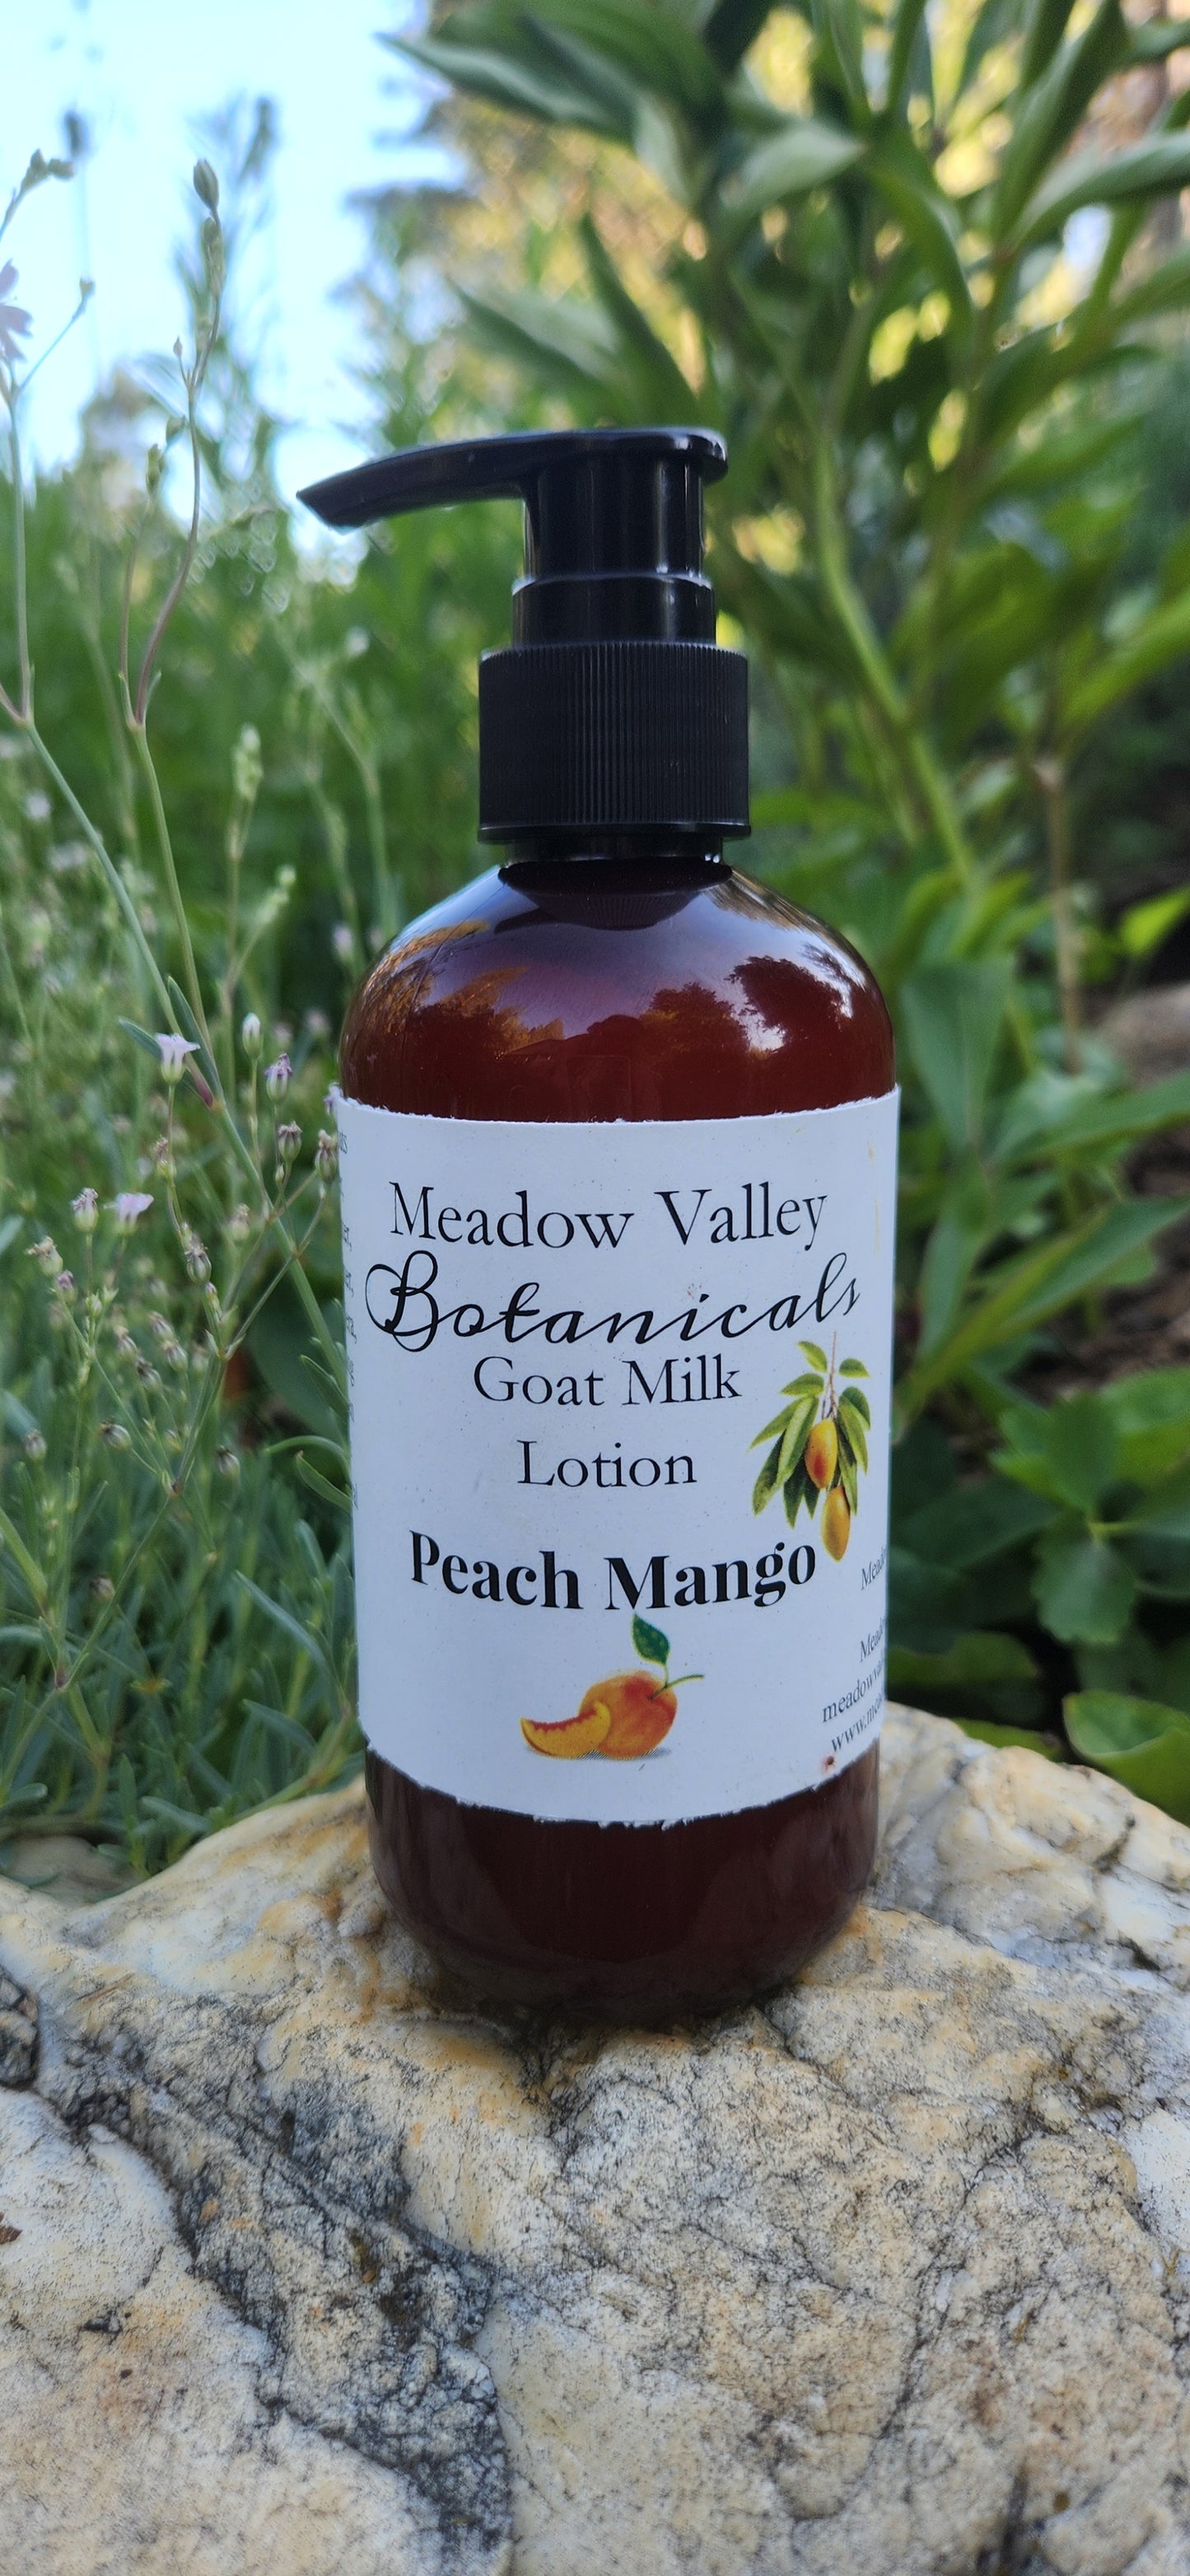 Meadow Valley
Botanicals
Goat Milk
Lotion
Peach Mango